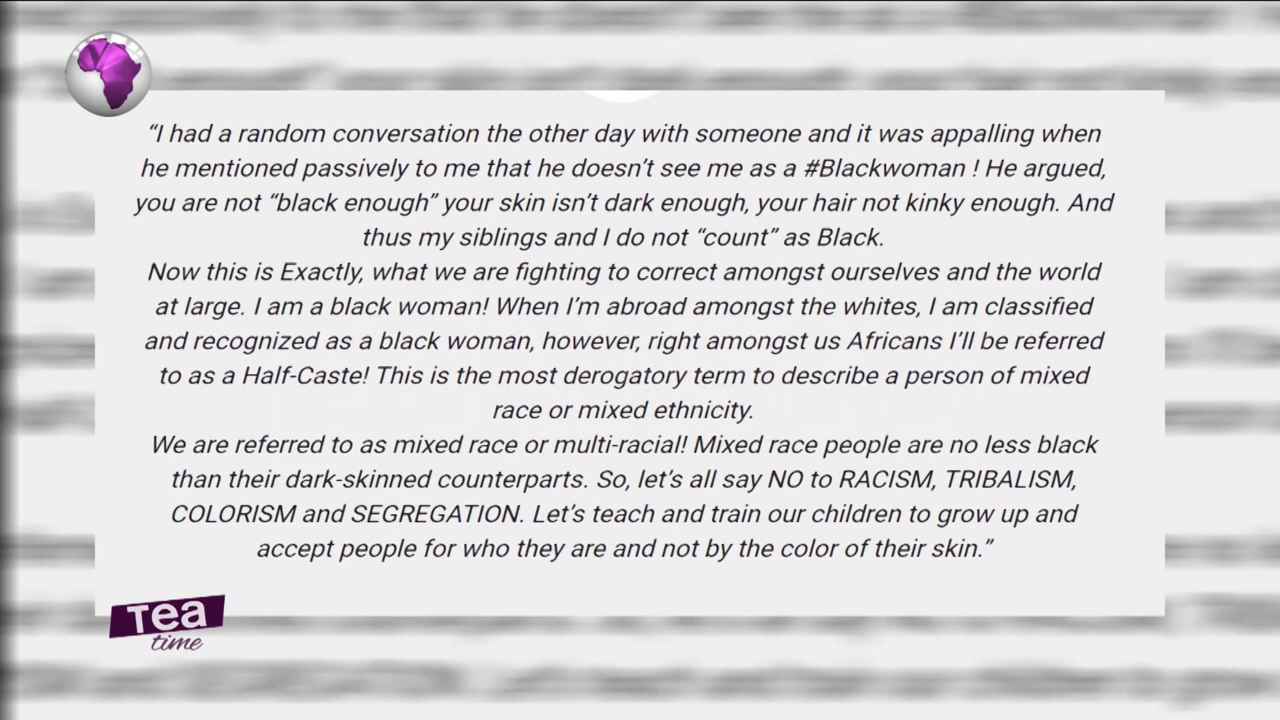 “I had a random conversation the other day with someone and it was appalling when
he mentioned passively to me that he doesn’t see me as a #Blackwoman ! He argued,
you are not “black enough” your skin isn’t dark enough, your hair not kinky enough. And
thus my siblings and I do not “count” as Black.
Now this is Exactly, what we are fighting to correct amongst ourselves and the world
at large. I am a black woman! When I’m abroad amongst the whites, I am classified
and recognized as a black woman, however, right amongst us Africans I’ll be referred
to as a Half-Caste! This is the most derogatory term to describe a person of mixed
race or mixed ethnicity.
We are referred to as mixed race or multi-racial! Mixed race people are no less black
than their dark-skinned counterparts. So, let’s all say NO to RACISM, TRIBALISM,
COLORISM and SEGREGATION. Let’s teach and train our children to grow up and
accept people for who they are and not by the color of their skin.”
Tea
time